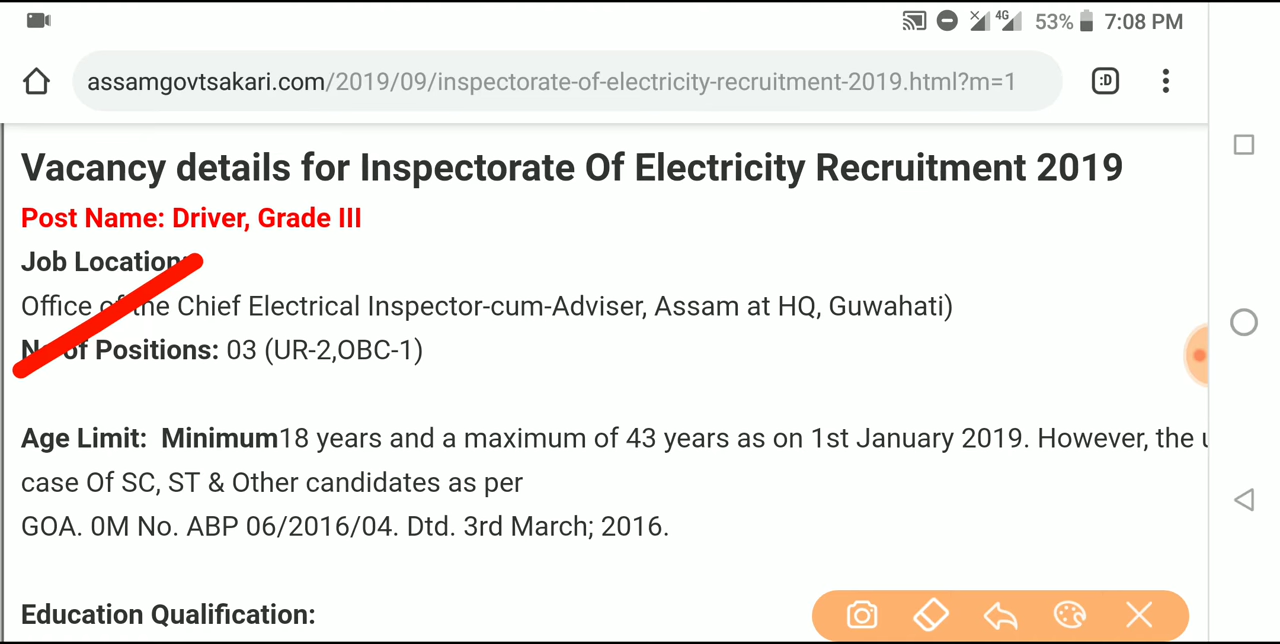 4G 53% 7:08 PM
assamgovtsakari.com/2019/09/inspectorate-of-electricity-recruitment-2019.html?m=1 :D
Vacancy details for Inspectorate Of Electricity Recruitment 2019
Post Name: Driver, Grade III
Job Location:
Office of the Chief Electrical Inspector-cum-Adviser, Assam at HQ, Guwahati)
No of Positions: 03 (UR-2,OBC-1)
Age Limit: Minimum18 years and a maximum of 43 years as on 1st January 2019. However, the
case Of SC, ST & Other candidates as per
GOA. 0M No. ABP 06/2016/04. Dtd. 3rd March; 2016.
Education Qualification: